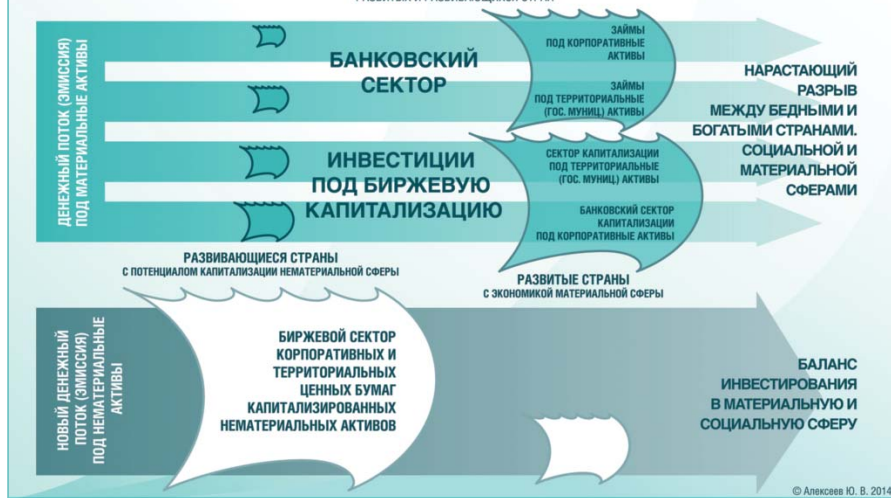 РАЗВИТЫХ И РАЗВИВАЮЩИХСЯ СТРАН
ДЕНЕЖНЫЙ ПОТОК (ЭМИССИЯ)
ПОД МАТЕРИАЛЬНЫЕ АКТИВЫ
БАНКОВСКИЙ
СЕКТОР
ЗАЙМЫ
ПОД КОРПОРАТИВНЫЕ
АКТИВЫ
ЗАЙМЫ
ПОД ТЕРРИТОРИАЛЬНЫЕ
(ГОС. МУНИЦ.) АКТИВЫ
ИНВЕСТИЦИИ
ПОД БИРЖЕВУЮ
КАПИТАЛИЗАЦИЮ
СЕКТОР КАПИТАЛИЗАЦИИ
ПОД ТЕРРИТОРИАЛЬНЫЕ
(ГОС. МУНИЦ.) АКТИВЫ
БАНКОВСКИЙ СЕКТОР
КАПИТАЛИЗАЦИИ
ПОД КОРПОРАТИВНЫЕ АКТИВЫ
НАРАСТАЮЩИЙ
РАЗРЫВ
МЕЖДУ БЕДНЫМИ И
БОГАТЫМИ СТРАНАМИ.
СОЦИАЛЬНОЙ И
МАТЕРИАЛЬНОЙ
СФЕРАМИ
РАЗВИВАЮЩИЕСЯ СТРАНЫ
С ПОТЕНЦИАЛОМ КАПИТАЛИЗАЦИИ НЕМАТЕРИАЛЬНОЙ СФЕРЫ
РАЗВИТЫЕ СТРАНЫ
С ЭКОНОМИКОЙ МАТЕРИАЛЬНОЙ СФЕРЫ
НОВЫЙ ДЕНЕЖНЫЙ
ПОТОК (ЭМИССИЯ)
ПОД НЕМАТЕРИАЛЬНЫЕ
АКТИВЫ
БИРЖЕВОЙ СЕКТОР
КОРПОРАТИВНЫХ И
ТЕРРИТОРИАЛЬНЫХ
ЦЕННЫХ БУМАГ
КАПИТАЛИЗИРОВАННЫХ
НЕМАТЕРИАЛЬНЫХ АКТИВОВ
БАЛАНС
ИНВЕСТИРОВАНИЯ
В МАТЕРИАЛЬНУЮ И
СОЦИАЛЬНУЮ СФЕРУ
© Алексеев Ю. В. 2014